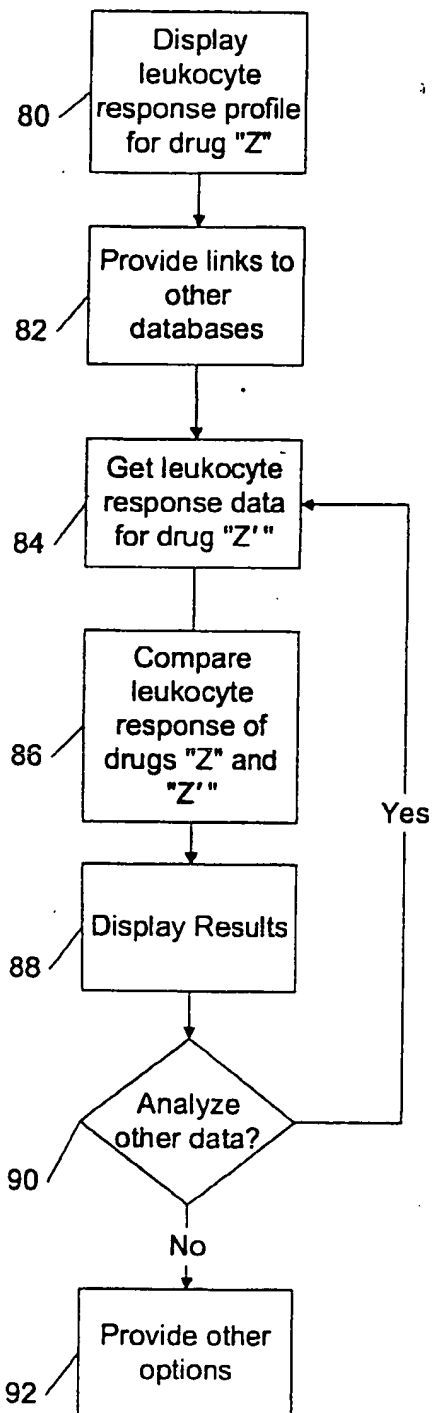 Display
leukocyte
response profile
for drug "Z"
80
Provide links to
other
databases
82
Get leukocyte
response data
for drug "Z' "
84
Compare
leukocyte
response of
drugs "Z" and
"Z' "
86
Yes
Display Results
88
Analyze
other data?
90
No
Provide other
options
92